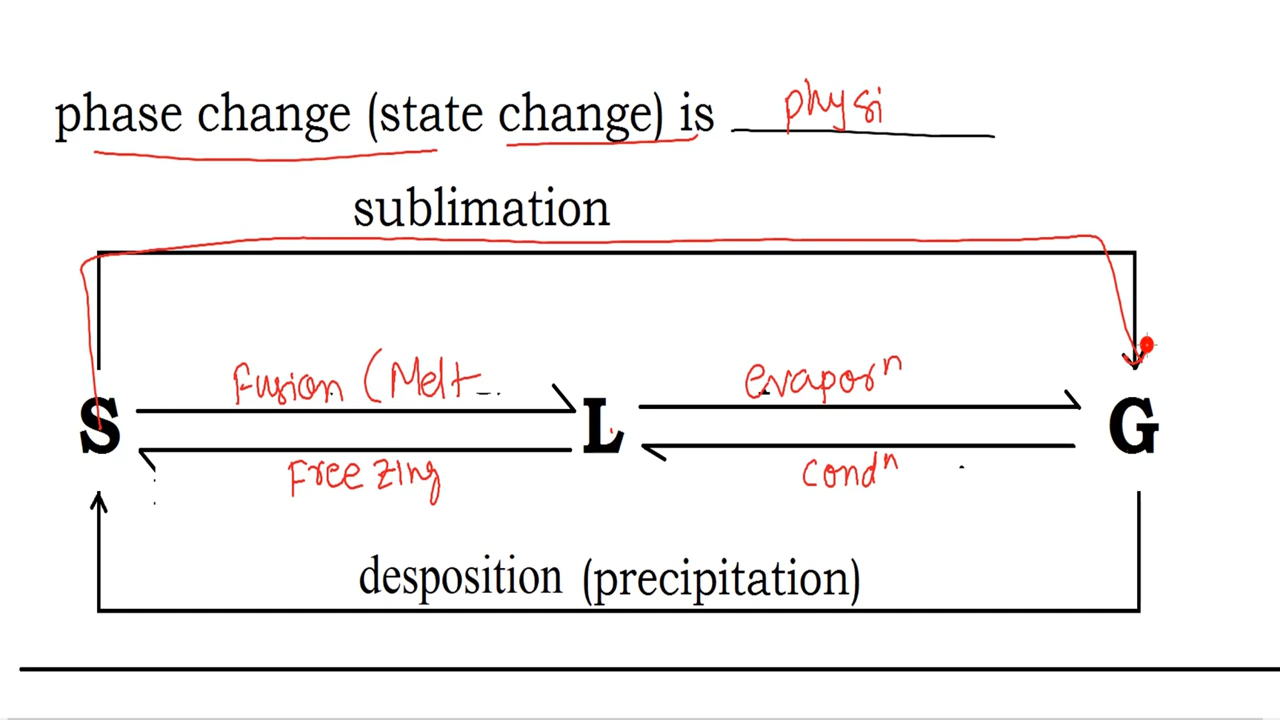 phase change (state change) is physi
sublimation
Fusion (Melt
evaporⁿ
S L G
Freezing
condⁿ
desposition (precipitation)